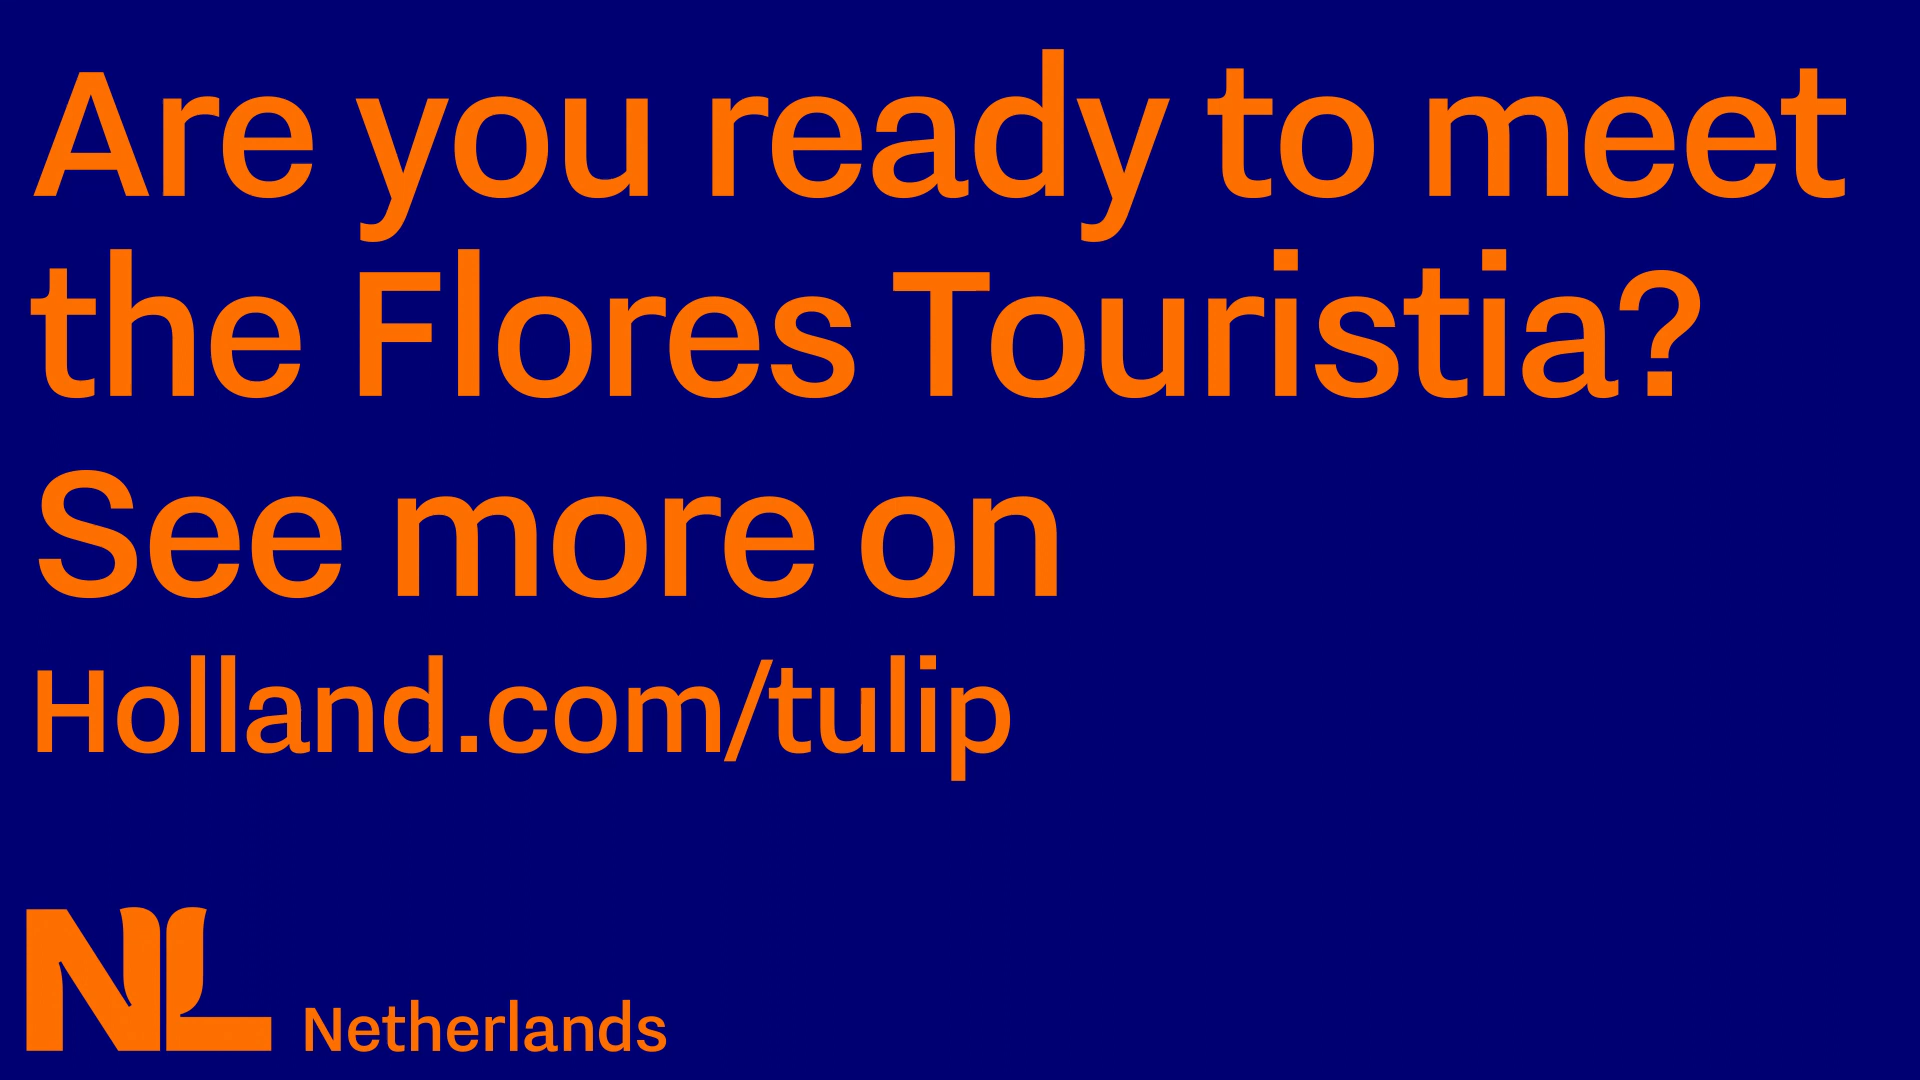 Are you ready to meet
the Flores Touristia?
See more on
Holland.com/tulip
NL Netherlands